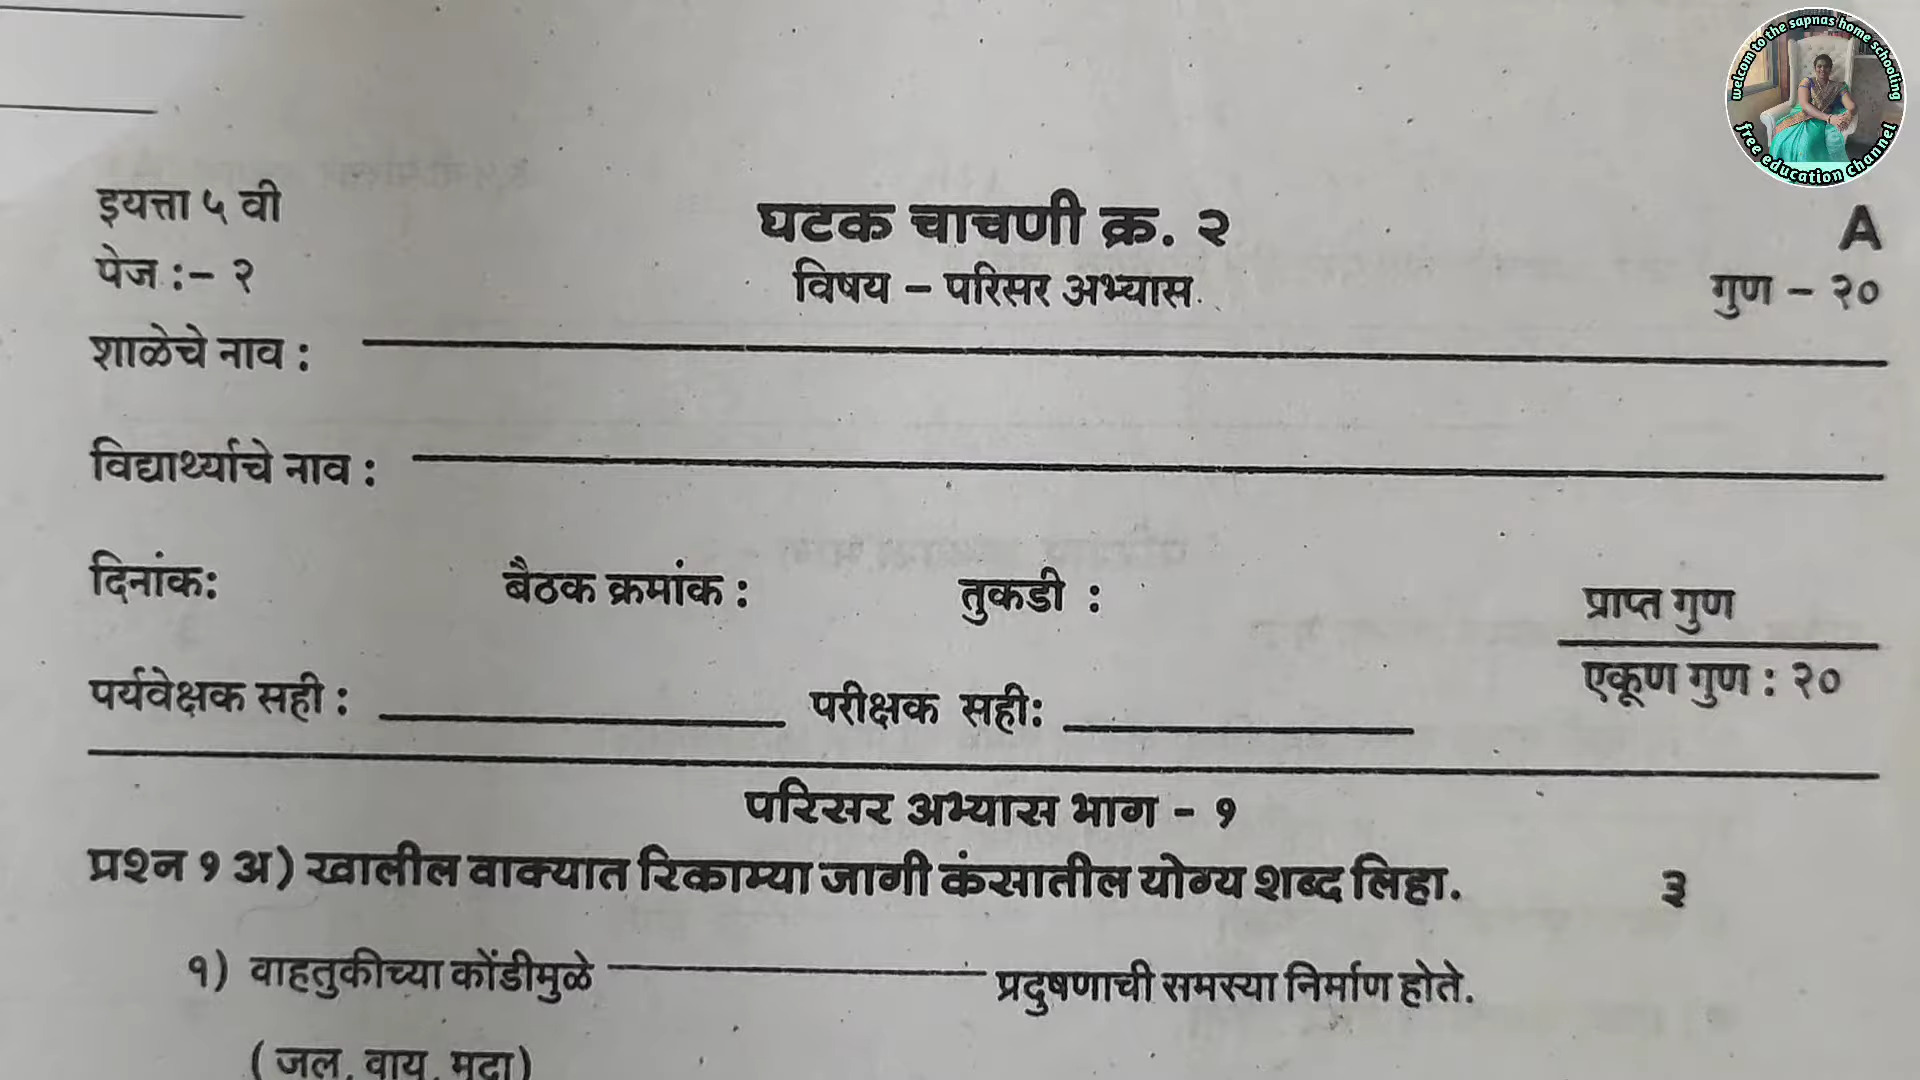 welcom to the sapnas home schooling
free education channel
इयत्ता ५ वी
घटक चाचणी क्र. २
A
पेज :- २
विषय - परिसर अभ्यास
गुण - २०
शाळेचे नाव :
विद्यार्थ्याचे नाव :
दिनांक:
बैठक क्रमांक :
तुकडी :
प्राप्त गुण
एकूण गुण : २०
पर्यवेक्षक सही :
परीक्षक सही:
परिसर अभ्यास भाग - १
प्रश्न १ अ) खालील वाक्यात रिकाम्या जागी कंसातील योग्य शब्द लिहा. ३
१) वाहतुकीच्या कोंडीमुळे ________ प्रदुषणाची समस्या निर्माण होते.
( जल, वायू, मृदा)